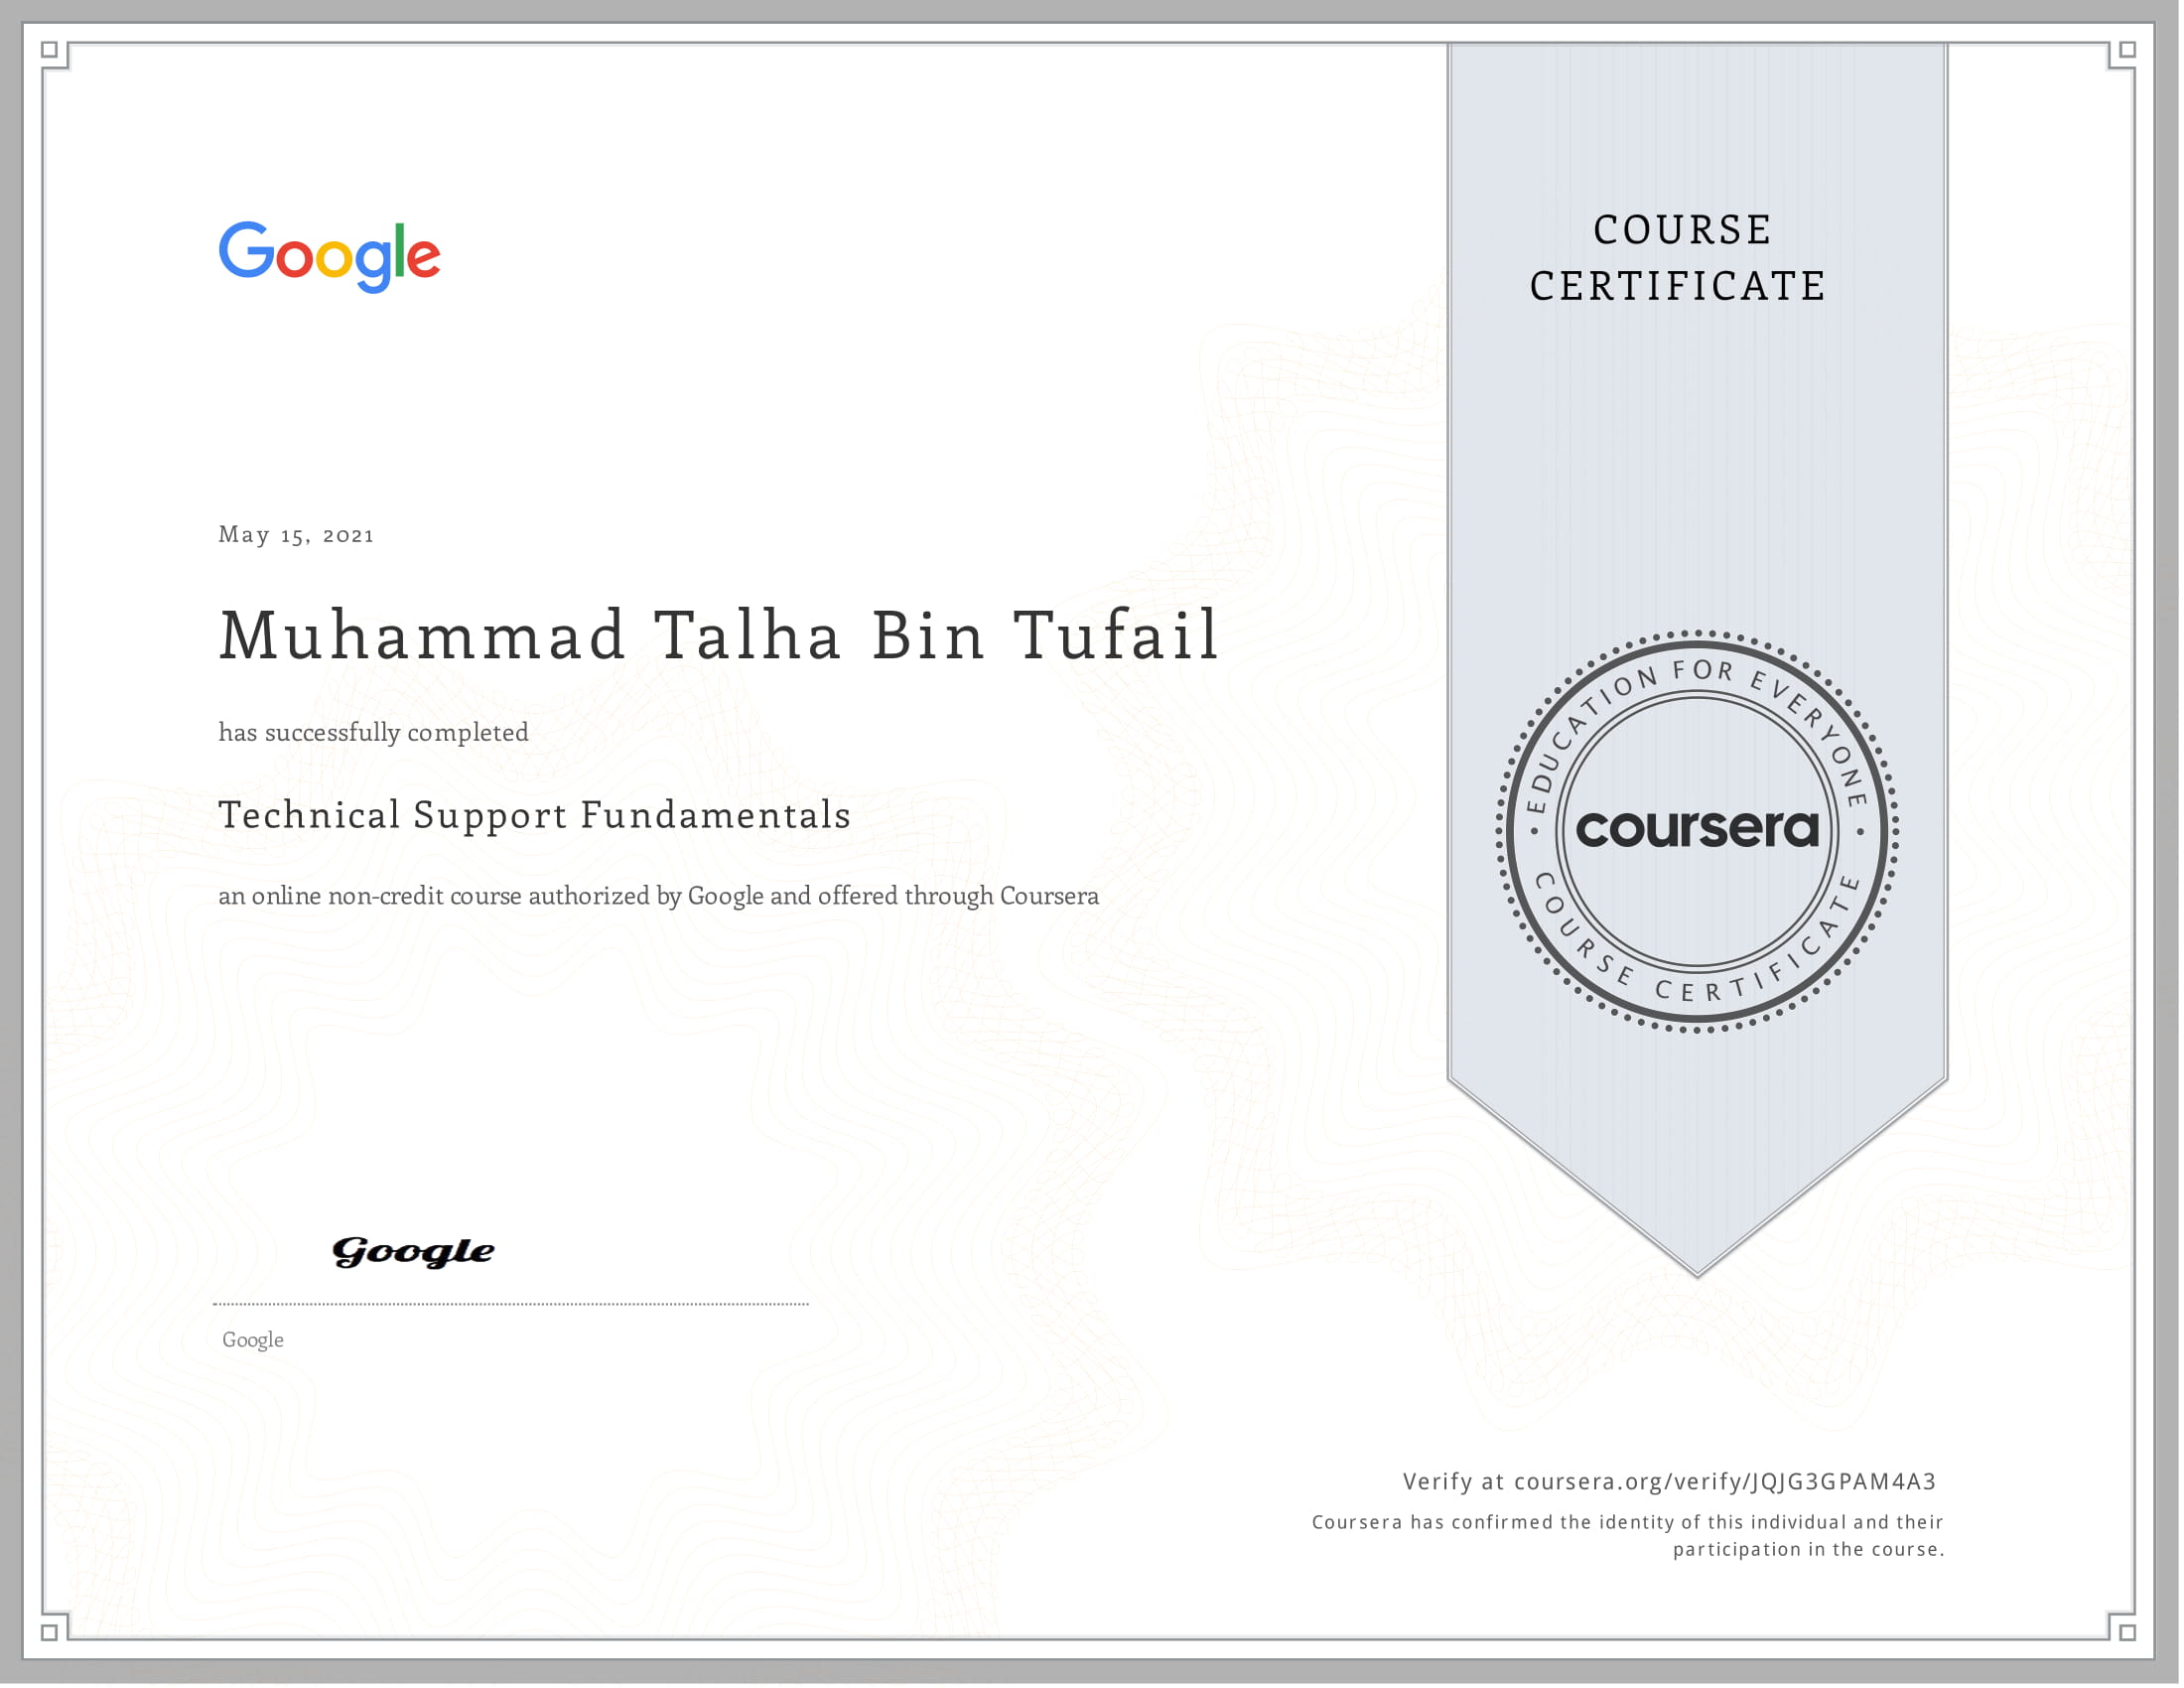 Google
COURSE
CERTIFICATE
May 15, 2021
Muhammad Talha Bin Tufail
has successfully completed
Technical Support Fundamentals
an online non-credit course authorized by Google and offered through Coursera
EDUCATION FOR EVERYONE
coursera
COURSE CERTIFICATE
Google
Google
Verify at coursera.org/verify/JQJG3GPAM4A3
Coursera has confirmed the identity of this individual and their
participation in the course.